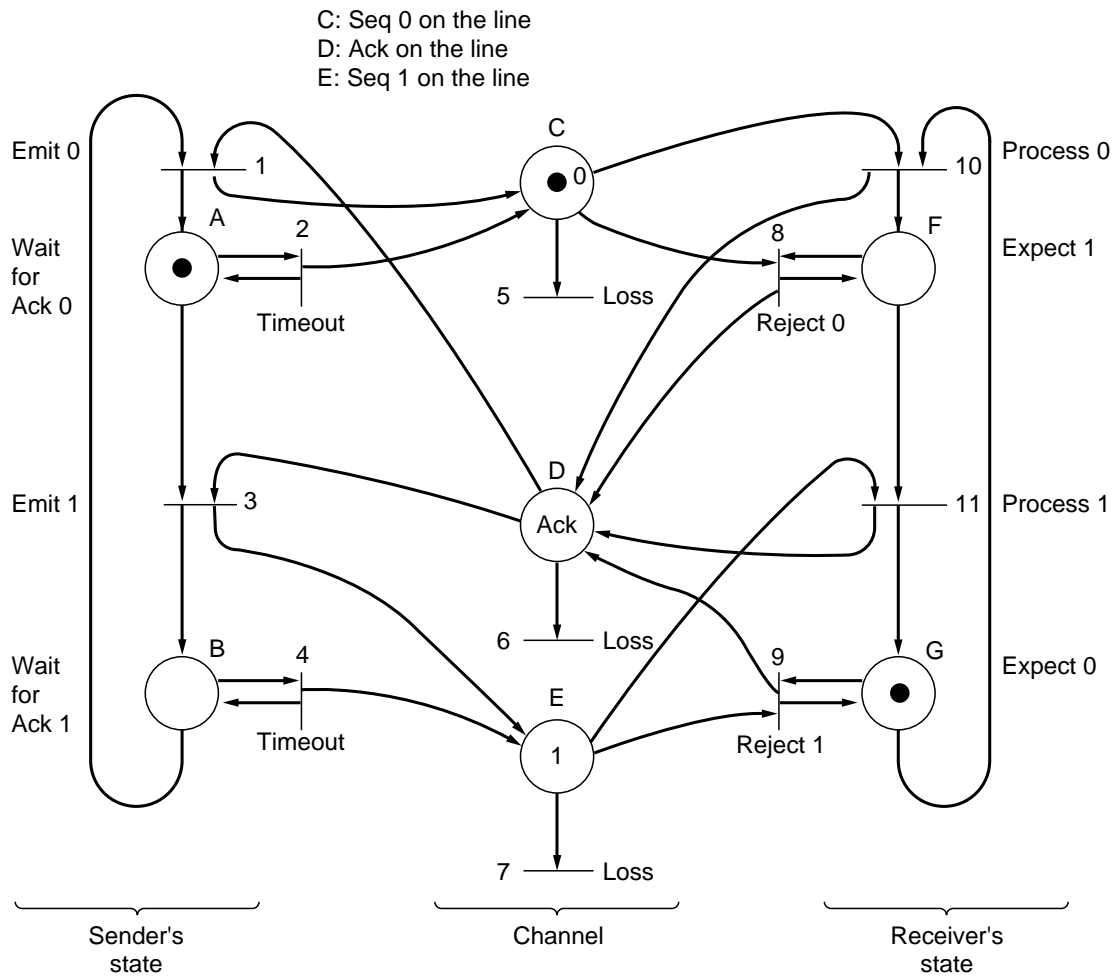 C: Seq 0 on the line
D: Ack on the line
E: Seq 1 on the line
C
Emit 0
1
0
10
Process 0
A
2
8
F
Wait
for
Ack 0
Expect 1
Timeout
5
Loss
Reject 0
D
Emit 1
3
Ack
11
Process 1
6
Loss
B
4
9
G
Wait
for
Ack 1
E
Expect 0
Timeout
1
Reject 1
7
Loss
Sender's
state
Channel
Receiver's
state